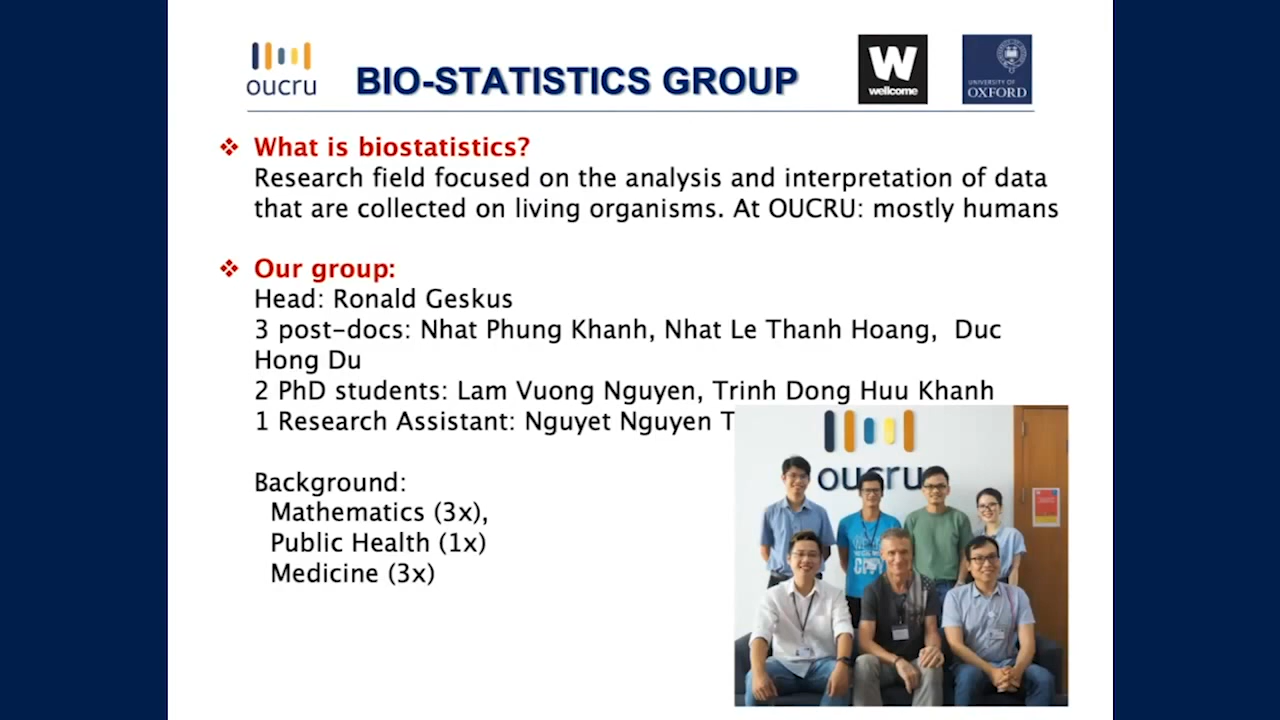 oucru
BIO-STATISTICS GROUP
W
wellcome
UNIVERSITY OF
OXFORD
❖ What is biostatistics?
Research field focused on the analysis and interpretation of data
that are collected on living organisms. At OUCRU: mostly humans
❖ Our group:
Head: Ronald Geskus
3 post-docs: Nhat Phung Khanh, Nhat Le Thanh Hoang, Duc
Hong Du
2 PhD students: Lam Vuong Nguyen, Trinh Dong Huu Khanh
1 Research Assistant: Nguyet Nguyen T
oucru
Background:
Mathematics (3x),
Public Health (1x)
Medicine (3x)